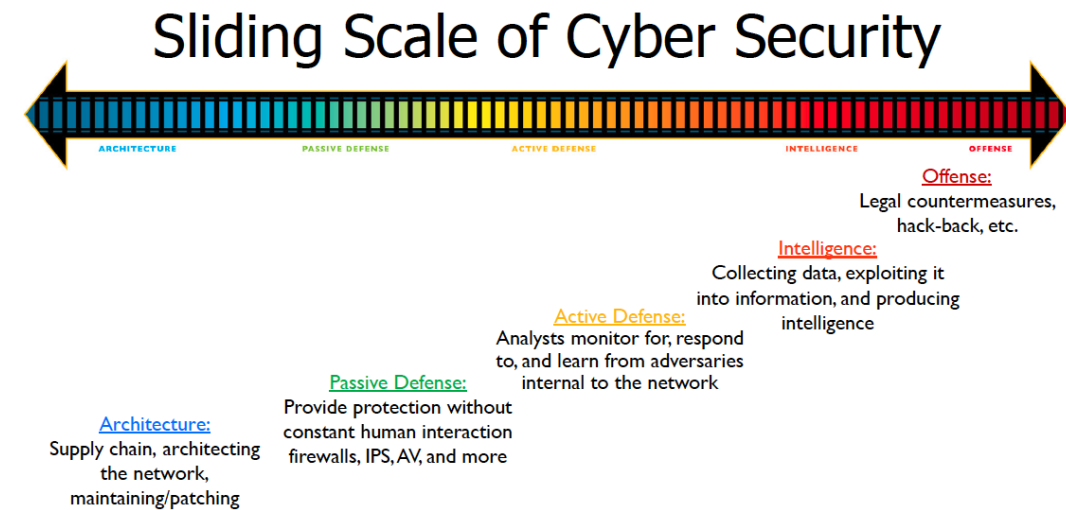 Sliding Scale of Cyber Security
ARCHITECTURE
PASSIVE DEFENSE
ACTIVE DEFENSE
INTELLIGENCE
OFFENSE
Offense:
Legal countermeasures,
hack-back, etc.
Intelligence:
Collecting data, exploiting it
into information, and producing
intelligence
Active Defense:
Analysts monitor for, respond
to, and learn from adversaries
internal to the network
Passive Defense:
Provide protection without
constant human interaction
firewalls, IPS, AV, and more
Architecture:
Supply chain, architecting
the network,
maintaining/patching